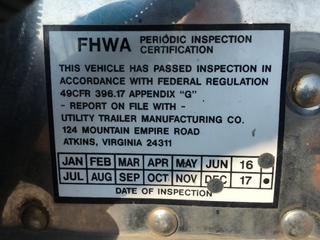 FHWA PERIODIC INSPECTION
CERTIFICATION
THIS VEHICLE HAS PASSED INSPECTION IN
ACCORDANCE WITH FEDERAL REGULATION
49CFR 396.17 APPENDIX "G"
- REPORT ON FILE WITH -
UTILITY TRAILER MANUFACTURING CO.
124 MOUNTAIN EMPIRE ROAD
ATKINS, VIRGINIA 24311
JAN FEB MAR APR MAY JUN 16
JUL AUG SEP OCT NOV DEC 17
DATE OF INSPECTION